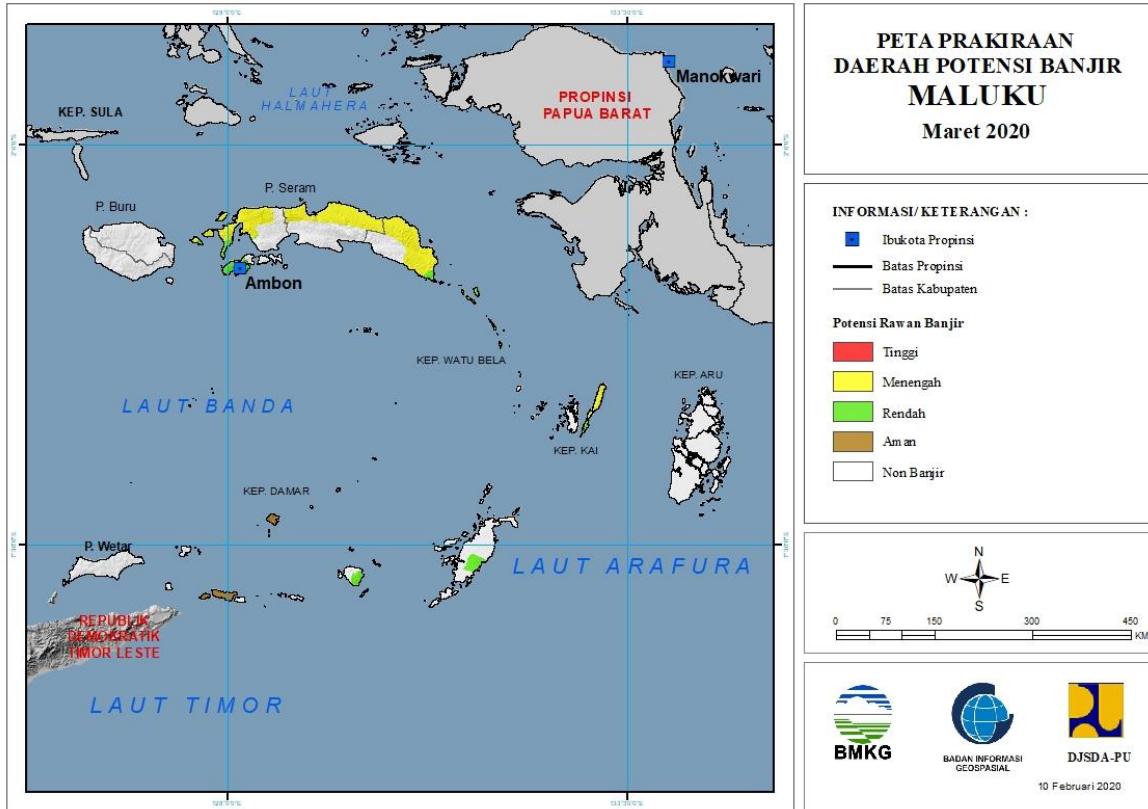 PETA PRAKIRAAN
DAERAH POTENSI BANJIR
MALUKU
Maret 2020
INFORMASI/ KETERANGAN :
Ibukota Propinsi
Batas Propinsi
Batas Kabupaten
Potensi Rawan Banjir
Tinggi
Menengah
Rendah
Aman
Non Banjir
N
W E
S
0 75 150 300 450
KM
BMKG
BADAN INFORMASI
GEOSPASIAL
DJSDA-PU
10 Februari 2020
Manokwari
LAUT
HALMAHERA
PROPINSI
PAPUA BARAT
KEP. SULA
P. Seram
P. Buru
Ambon
KEP. WATU BELA
KEP. ARU
LAUT BANDA
KEP. KAI
KEP. DAMAR
P. Wetar
LAUT ARAFURA
REPUBLIK
DEMOKRATIK
TIMOR LESTE
LAUT TIMOR